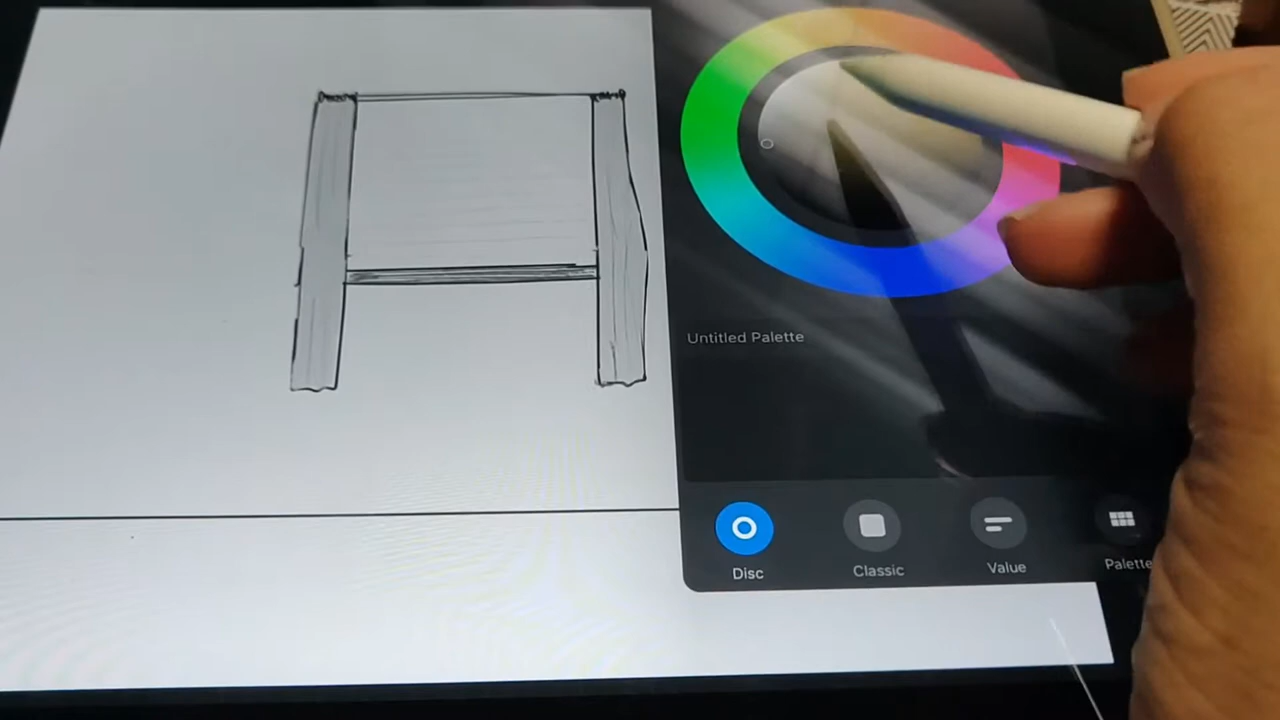 Untitled Palette
Disc
Classic
Value
Palette